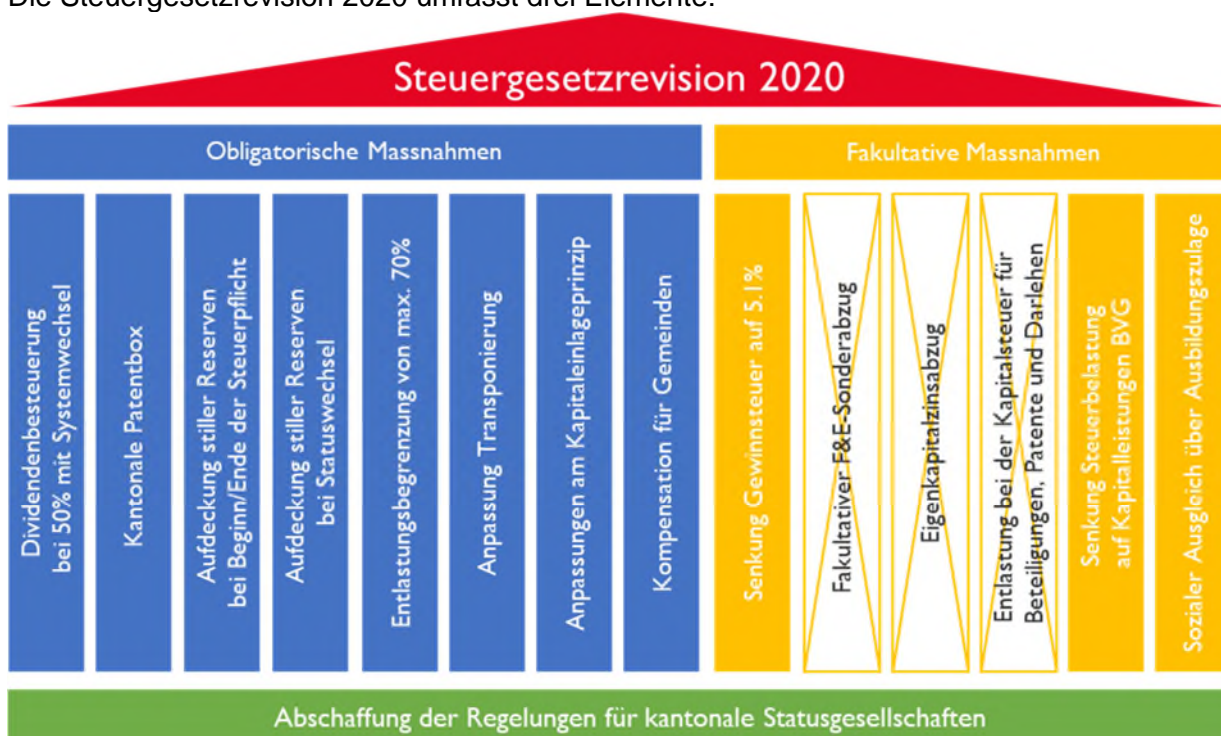 Die Steuergesetzrevision 2020 umfasst drei Elemente:
Steuergesetzrevision 2020
Obligatorische Massnahmen
Fakultative Massnahmen
Dividendenbesteuerung
bei 50% mit Systemwechsel
Kantonale Patentbox
Aufdeckung stiller Reserven
bei Beginn/Ende der Steuerpflicht
Aufdeckung stiller Reserven
bei Statuswechsel
Entlastungsbegrenzung von max. 70%
Anpassung Transponierung
Anpassungen am Kapitaleinlageprinzip
Kompensation für Gemeinden
Senkung Gewinnsteuer auf 5.1%
Fakultativer F&E-Sonderabzug
Eigenkapitalzinsabzug
Entlastung bei der Kapitalsteuer für
Beteiligungen, Patente und Darlehen
Senkung Steuerbelastung
auf Kapitalleistungen BVG
Sozialer Ausgleich über Ausbildungszulage
Abschaffung der Regelungen für kantonale Statusgesellschaften